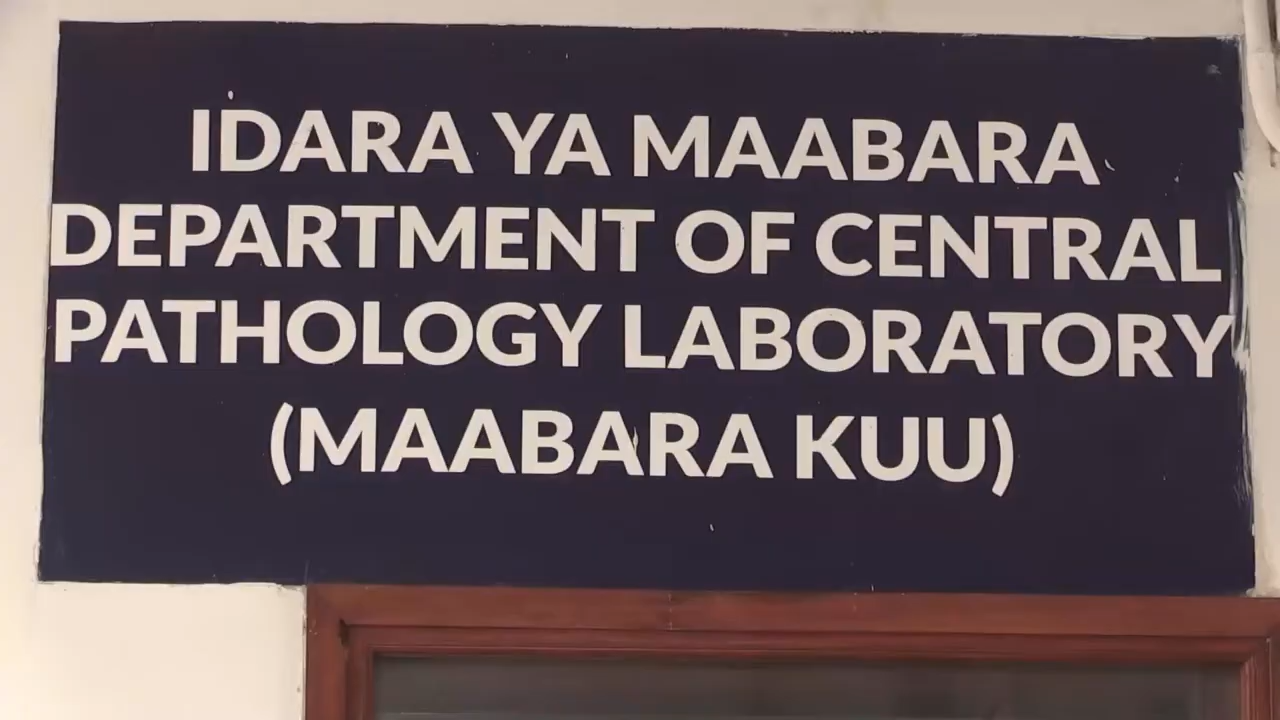 IDARA YA MAABARA
DEPARTMENT OF CENTRAL
PATHOLOGY LABORATORY
(MAABARA KUU)